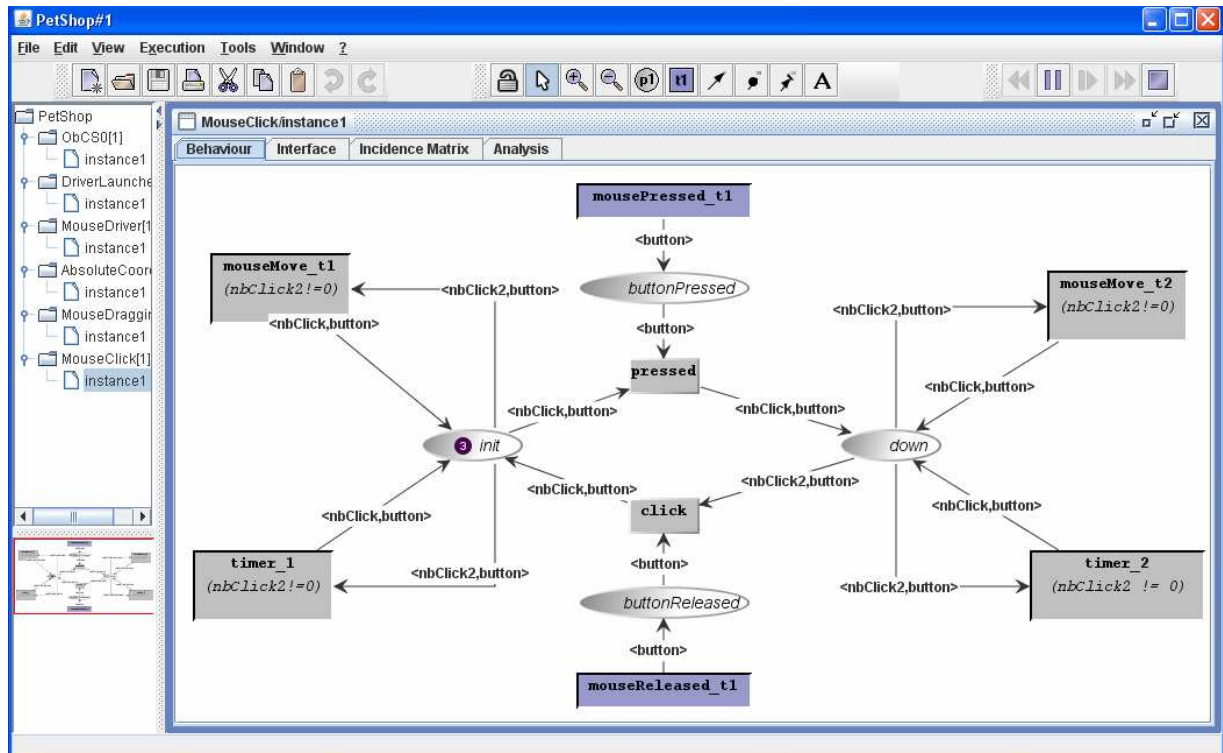 PetShop#1
File Edit View Execution Tools Window ?
p1 t1 A
PetShop
ObCS0[1]
instance1
DriverLaunche
instance1
MouseDriver[1
instance1
AbsoluteCoor
instance1
MouseDraggin
instance1
MouseClick[1]
instance1
MouseClick/instance1
Behaviour Interface Incidence Matrix Analysis
mousePressed_t1
<button>
buttonPressed
<button>
pressed
mouseMove_t1
(nbClick2!=0)
<nbClick2,button>
<nbClick,button>
mouseMove_t2
(nbClick2!=0)
<nbClick2,button>
<nbClick,button>
<nbClick,button>
<nbClick,button>
3 init
down
<nbClick,button>
<nbClick2,button>
click
<nbClick,button>
<nbClick,button>
timer_1
(nbClick2!=0)
<nbClick2,button>
<button>
buttonReleased
<button>
mouseReleased_t1
timer_2
(nbClick2 != 0)
<nbClick2,button>